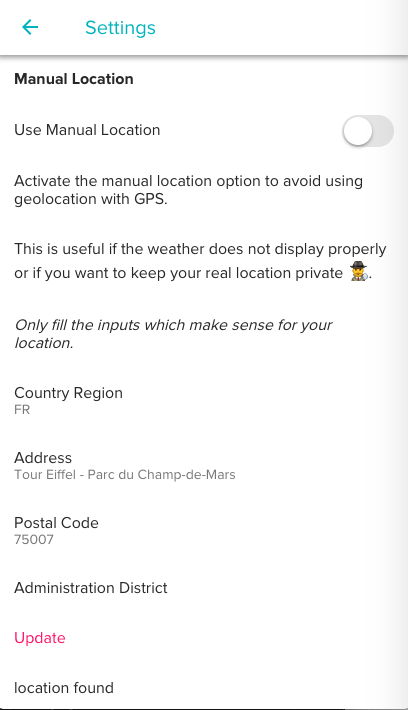 Settings
Manual Location
Use Manual Location
Activate the manual location option to avoid using
geolocation with GPS.
This is useful if the weather does not display properly
or if you want to keep your real location private 🕵️.
Only fill the inputs which make sense for your
location.
Country Region
FR
Address
Tour Eiffel - Parc du Champ-de-Mars
Postal Code
75007
Administration District
Update
location found